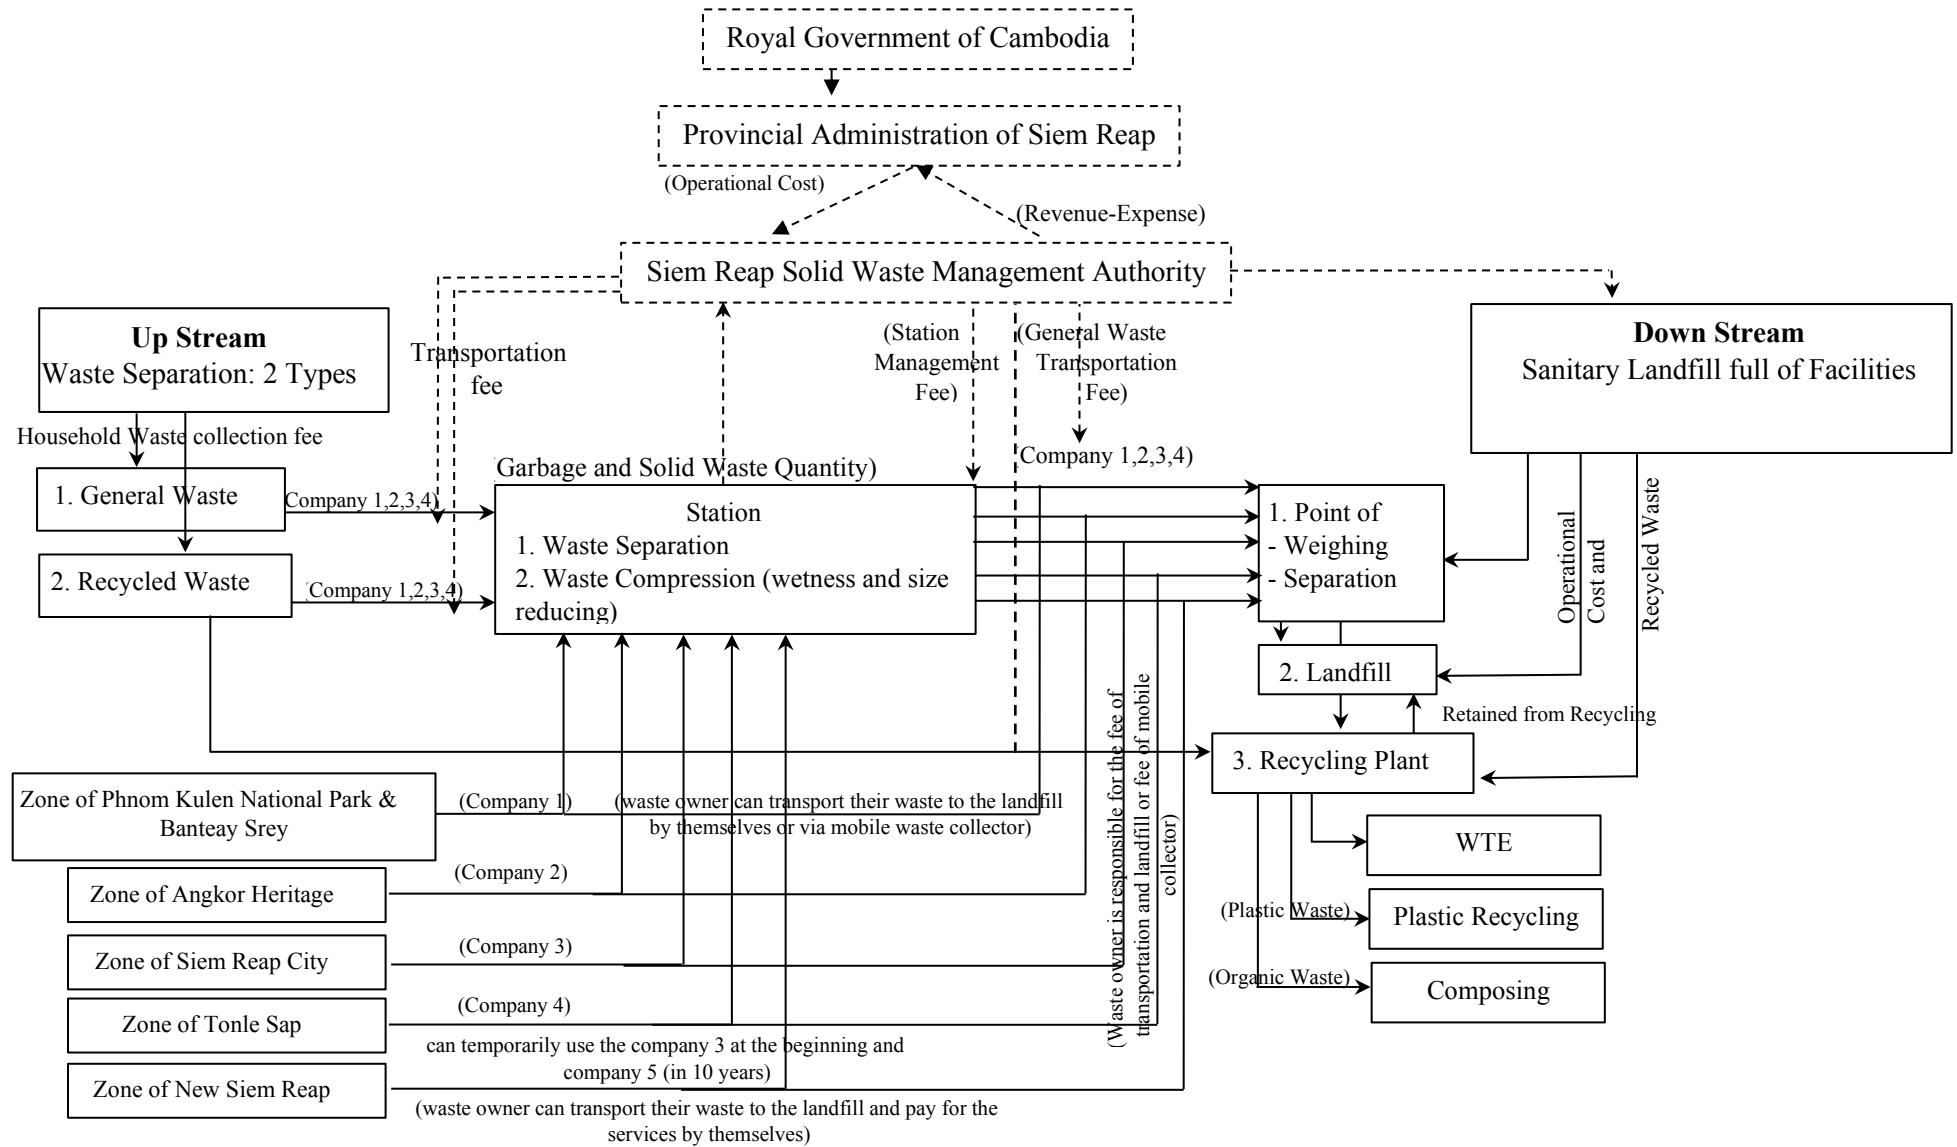 Royal Government of Cambodia
Provincial Administration of Siem Reap
(Operational Cost)
(Revenue-Expense)
Siem Reap Solid Waste Management Authority
Up Stream
Waste Separation: 2 Types
Transportation
fee
(Station
Management
Fee)
(General Waste
Transportation
Fee)
Down Stream
Sanitary Landfill full of Facilities
Household Waste collection fee
(Company 1,2,3,4)
Garbage and Solid Waste Quantity)
1. General Waste
Company 1,2,3,4)
2. Recycled Waste
(Company 1,2,3,4)
Station
1. Waste Separation
2. Waste Compression (wetness and size
reducing)
1. Point of
- Weighing
- Separation
Operational
Cost and
Recycled Waste
2. Landfill
Retained from Recycling
3. Recycling Plant
Zone of Phnom Kulen National Park &
Banteay Srey
(Company 1)
(waste owner can transport their waste to the landfill
by themselves or via mobile waste collector)
(Waste owner is responsible for the fee of
transportation and landfill or fee of mobile
collector)
WTE
Zone of Angkor Heritage
(Company 2)
(Plastic Waste)
Plastic Recycling
Zone of Siem Reap City
(Company 3)
(Organic Waste)
Composing
Zone of Tonle Sap
(Company 4)
can temporarily use the company 3 at the beginning and
company 5 (in 10 years)
Zone of New Siem Reap
(waste owner can transport their waste to the landfill and pay for the
services by themselves)